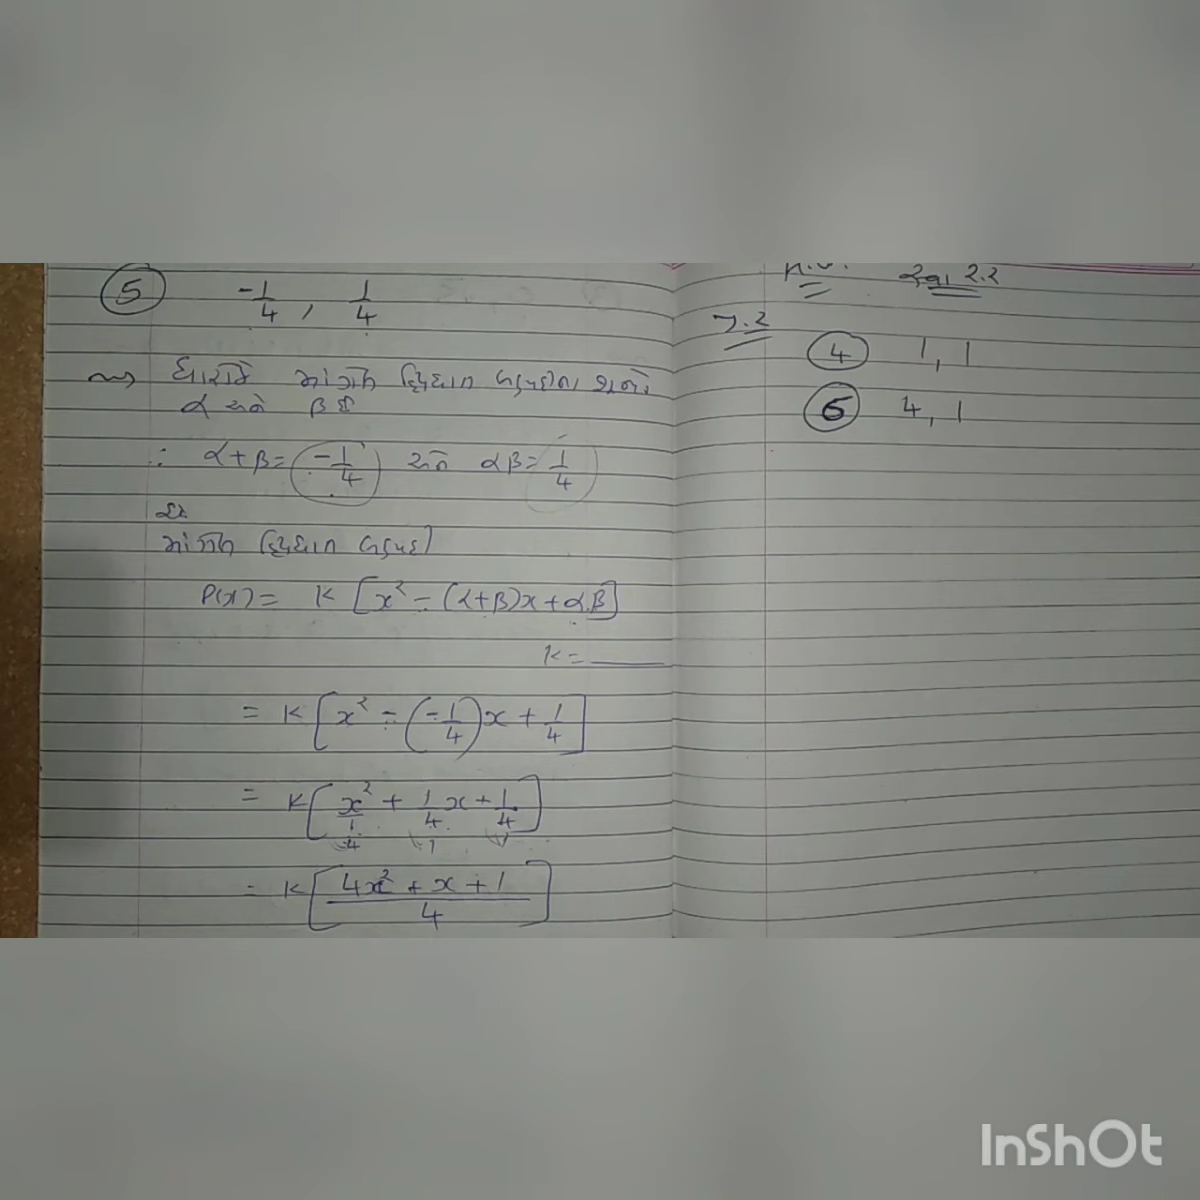 5  -1/4 , 1/4
ધારો કે માંગેલ દ્વિઘાત બહુપદીના શૂન્યો
α અને β છે
∴ α+β = -1/4 અને αβ = 1/4
માંગેલ દ્વિઘાત બહુપદી
P(x) = K [x² - (α+β)x + α.β]
K = ____
= K [x² - (-1/4)x + 1/4]
= K [x²/1 + 1/4 x + 1/4]
= K [4x² + x + 1 / 4]
H.W. 2.2
2
4  1, 1
6  4, 1
InShOt